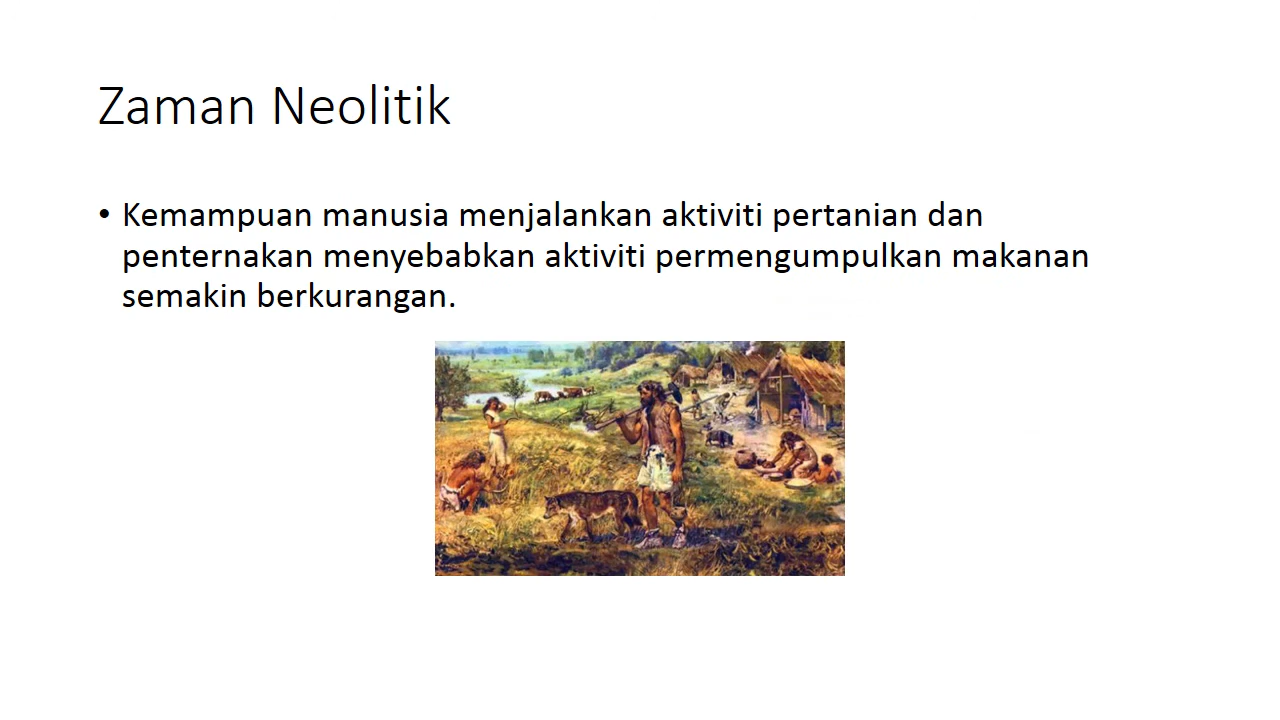 Zaman Neolitik
• Kemampuan manusia menjalankan aktiviti pertanian dan
penternakan menyebabkan aktiviti permengumpulkan makanan
semakin berkurangan.